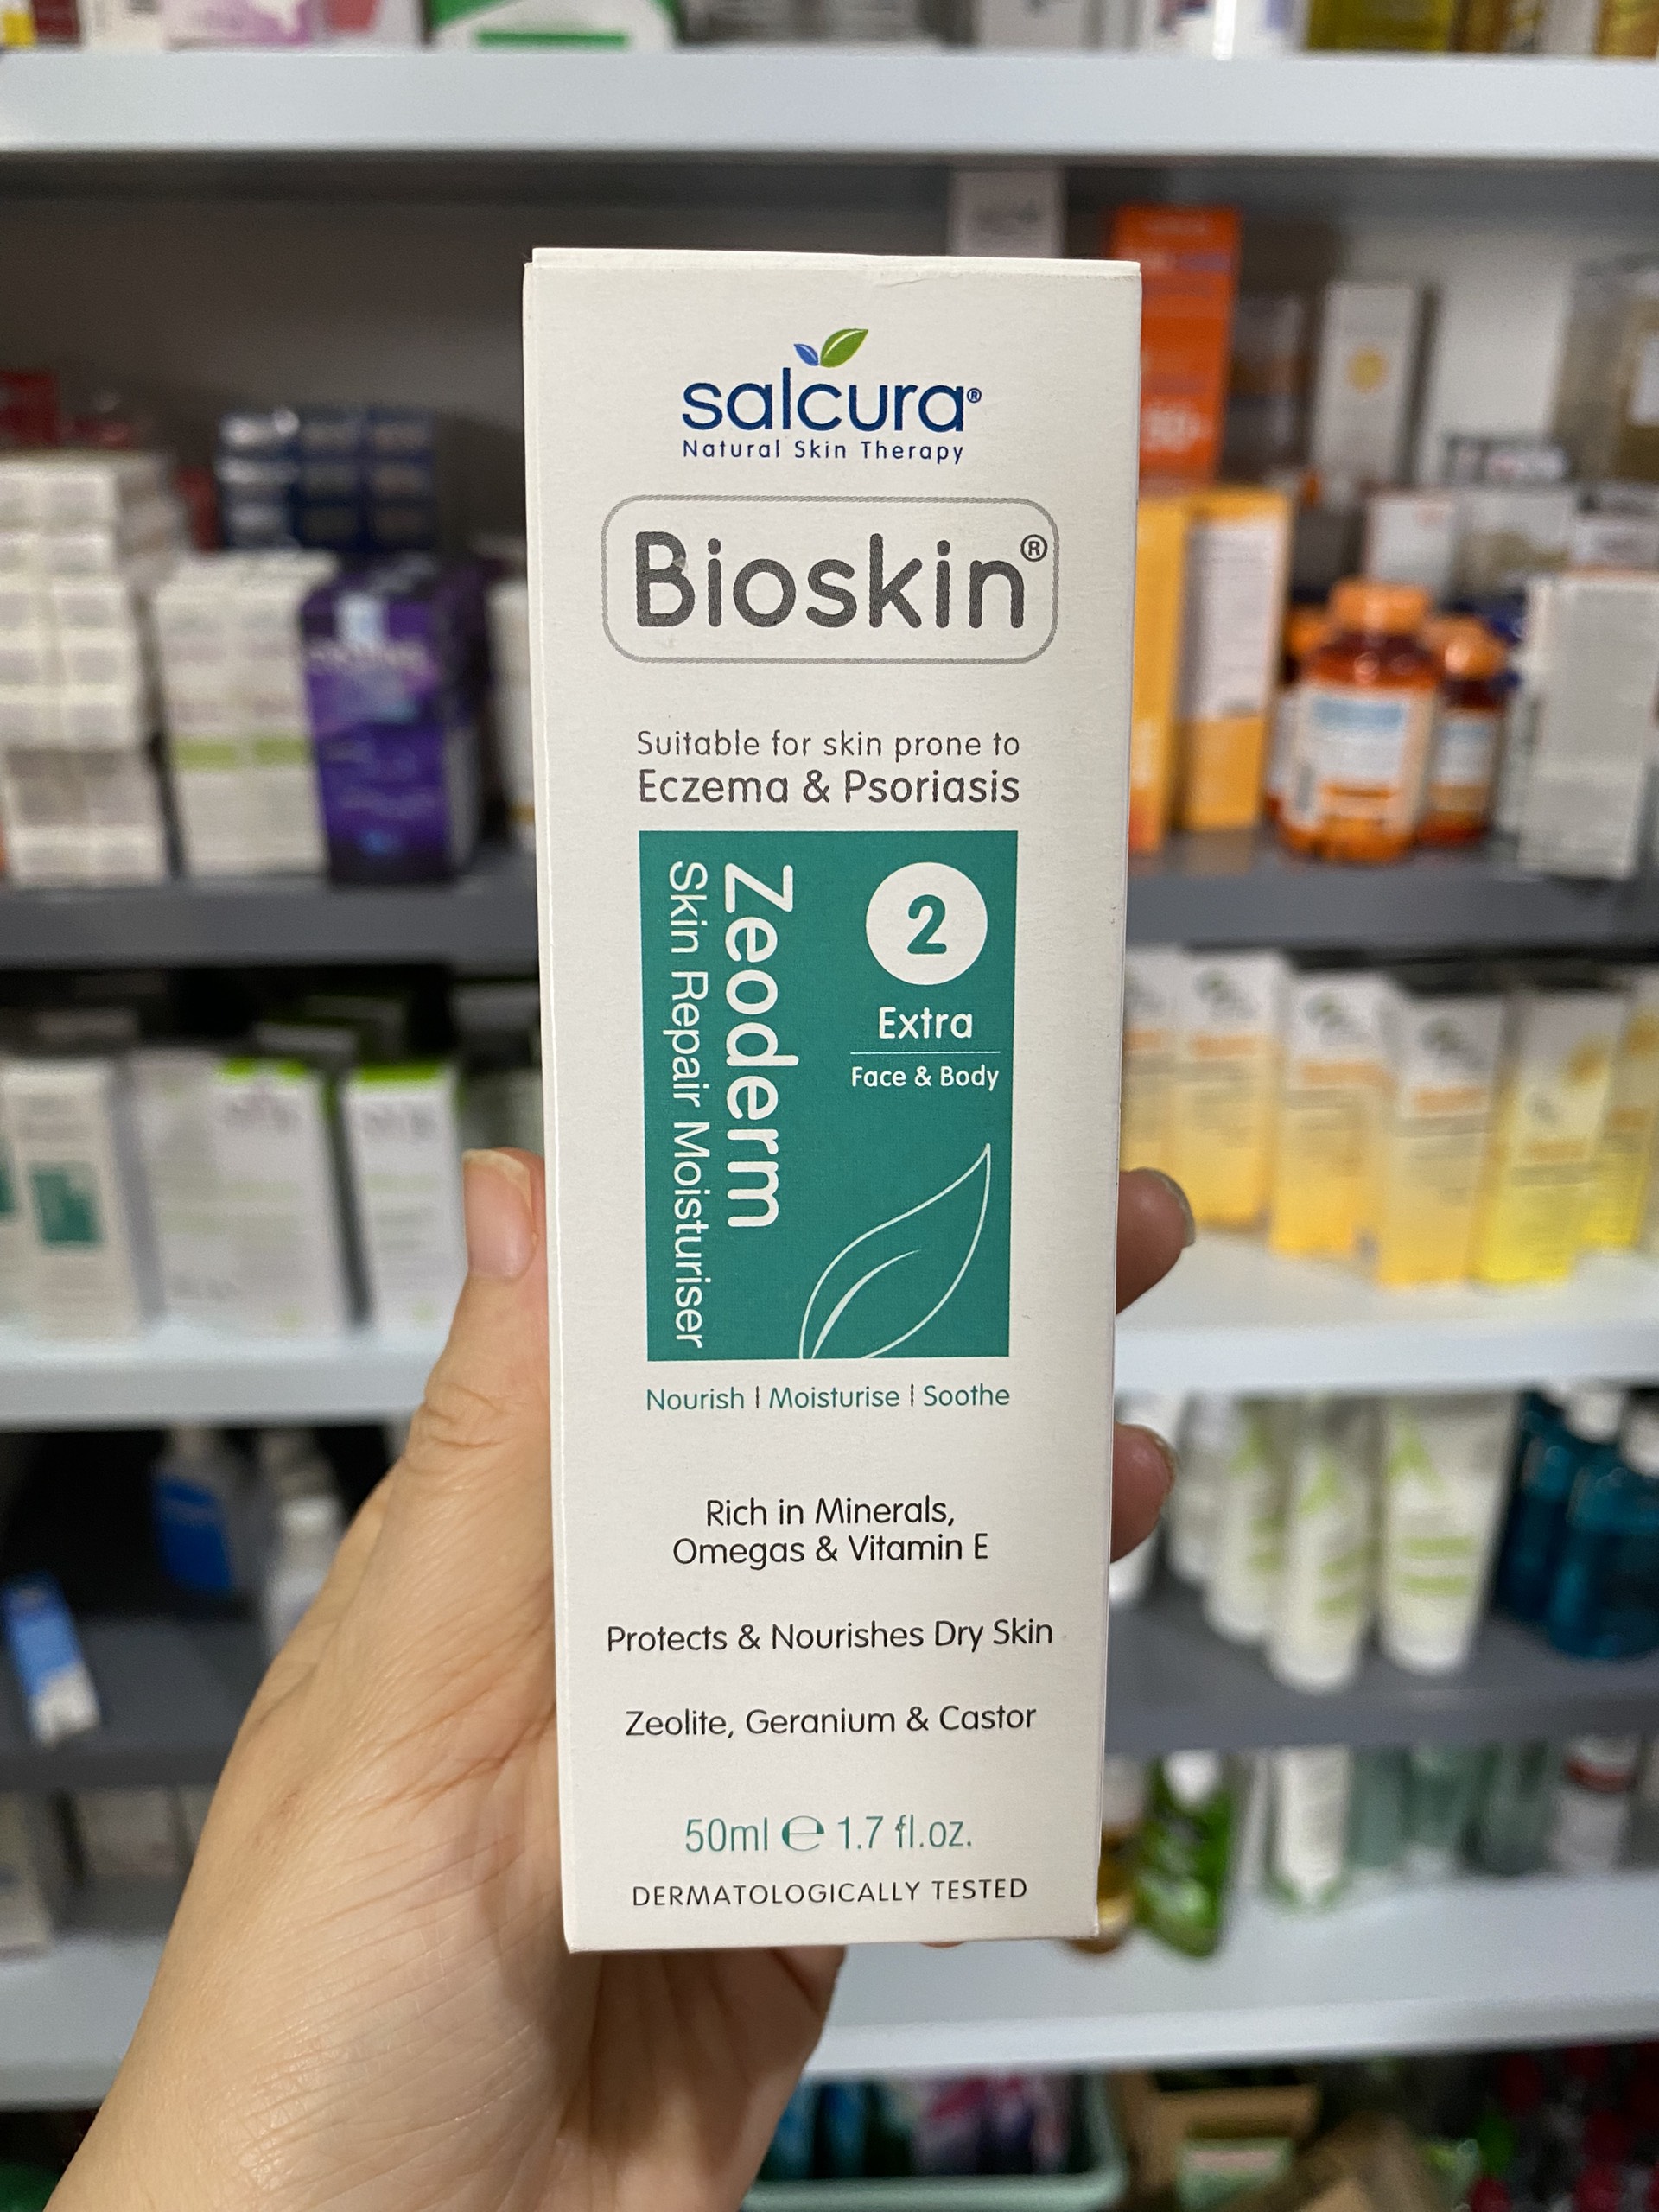 salcura®
Natural Skin Therapy
Bioskin®
Suitable for skin prone to
Eczema & Psoriasis
Zeoderm
Skin Repair Moisturiser
2
Extra
Face & Body
Nourish | Moisturise | Soothe
Rich in Minerals,
Omegas & Vitamin E
Protects & Nourishes Dry Skin
Zeolite, Geranium & Castor
50ml ℮ 1.7 fl.oz.
DERMATOLOGICALLY TESTED